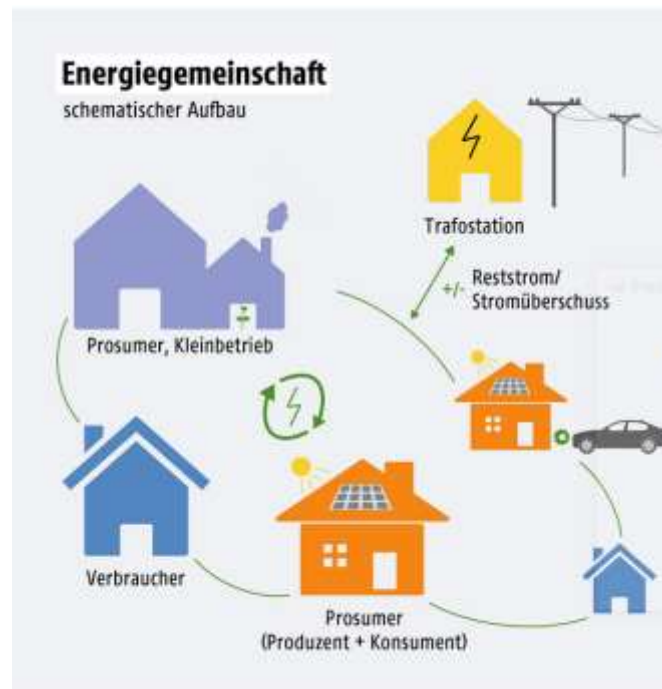 Energiegemeinschaft
schematischer Aufbau
Trafostation
+/- Reststrom/
Stromüberschuss
Prosumer, Kleinbetrieb
Verbraucher
Prosumer
(Produzent + Konsument)